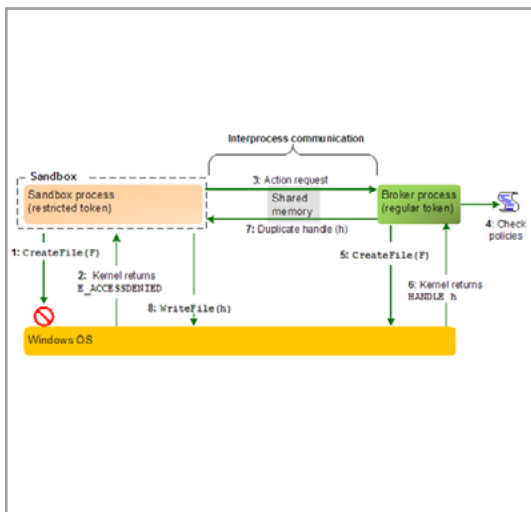 Interprocess communication
Sandbox
Sandbox process
(restricted token)
3: Action request
Shared
memory
7: Duplicate handle (h)
Broker process
(regular token)
4: Check
policies
1: CreateFile(F)
2: Kernel returns
E_ACCESSDENIED
8: WriteFile(h)
5: CreateFile(F)
6: Kernel returns
HANDLE h
Windows OS